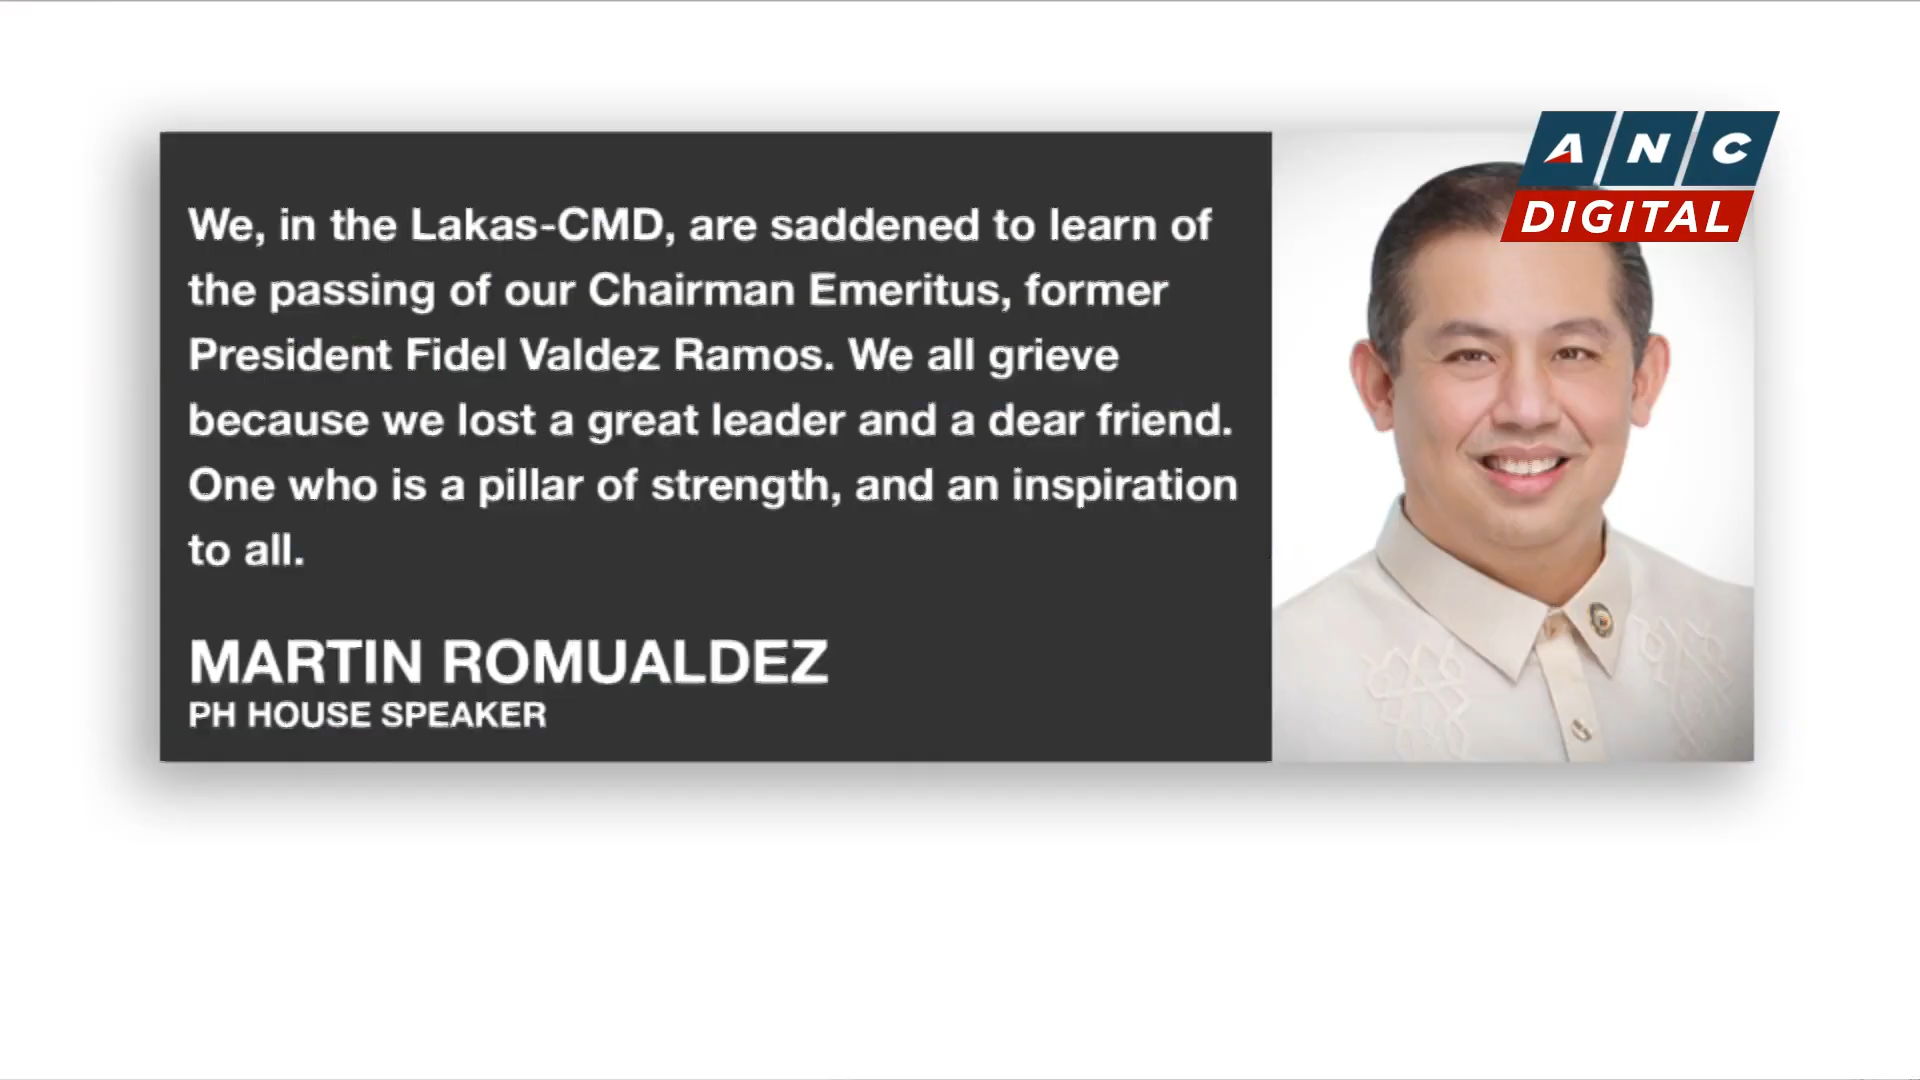 ANC
DIGITAL
We, in the Lakas-CMD, are saddened to learn of
the passing of our Chairman Emeritus, former
President Fidel Valdez Ramos. We all grieve
because we lost a great leader and a dear friend.
One who is a pillar of strength, and an inspiration
to all.
MARTIN ROMUALDEZ
PH HOUSE SPEAKER